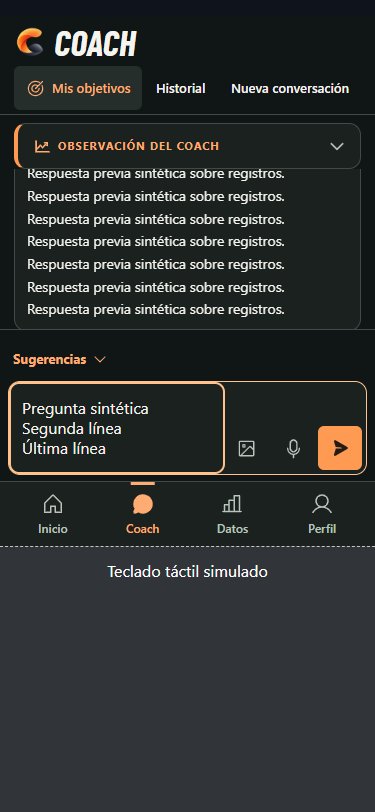 COACH
Mis objetivos
Historial
Nueva conversación
OBSERVACIÓN DEL COACH
Respuesta previa sintética sobre registros.
Respuesta previa sintética sobre registros.
Respuesta previa sintética sobre registros.
Respuesta previa sintética sobre registros.
Respuesta previa sintética sobre registros.
Respuesta previa sintética sobre registros.
Respuesta previa sintética sobre registros.
Sugerencias
Pregunta sintética
Segunda línea
Última línea
Inicio
Coach
Datos
Perfil
Teclado táctil simulado